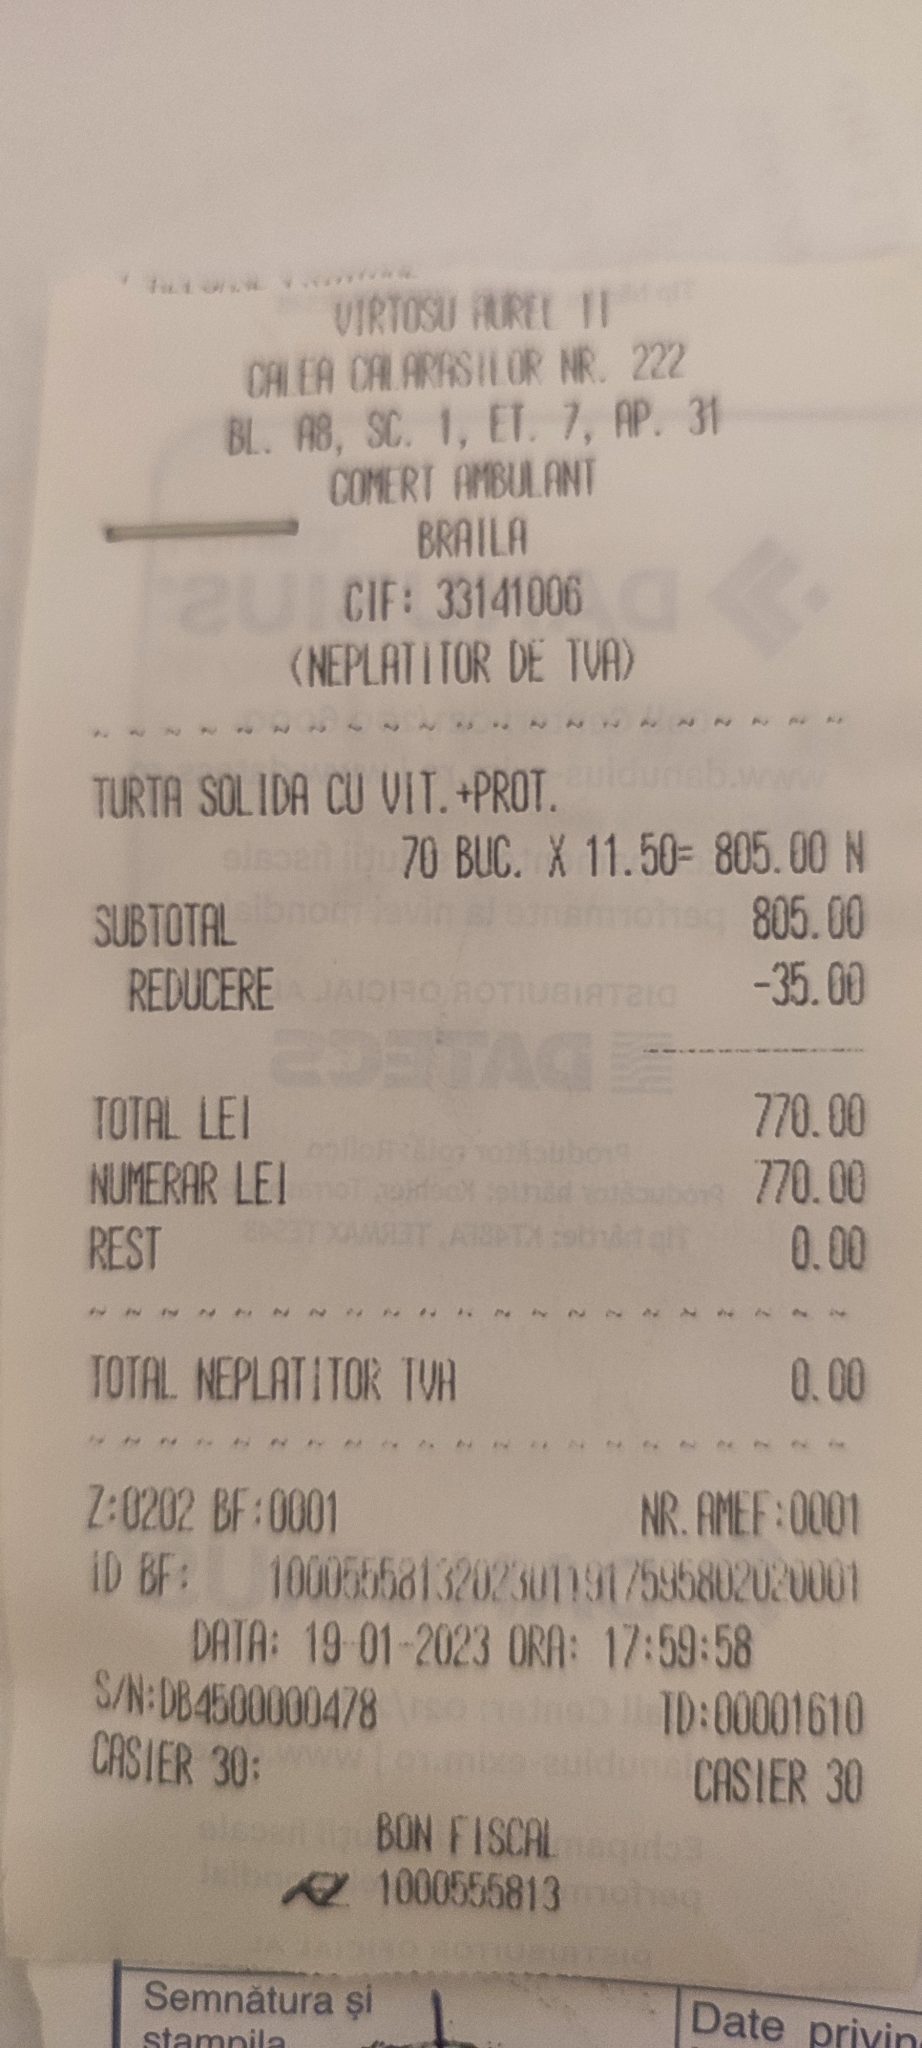 VIRTOSU AUREL II
CALEA CALARASILOR NR. 222
BL. A8, SC. 1, ET. 7, AP. 31
COMERT AMBULANT
BRAILA
CIF: 33141006
(NEPLATITOR DE TVA)
TURTA SOLIDA CU VIT.+PROT.
70 BUC. X 11.50= 805.00 N
SUBTOTAL 805.00
REDUCERE -35.00
TOTAL LEI 770.00
NUMERAR LEI 770.00
REST 0.00
TOTAL NEPLATITOR TVA 0.00
Z:0202 BF:0001 NR.AMEF:0001
ID BF: 1000555813202301191759580202 0001
DATA: 19-01-2023 ORA: 17:59:58
S/N:DB4500000478 TD:00001610
CASIER 30: CASIER 30
BON FISCAL
1000555813
Semnătura și
stampila
Date privin